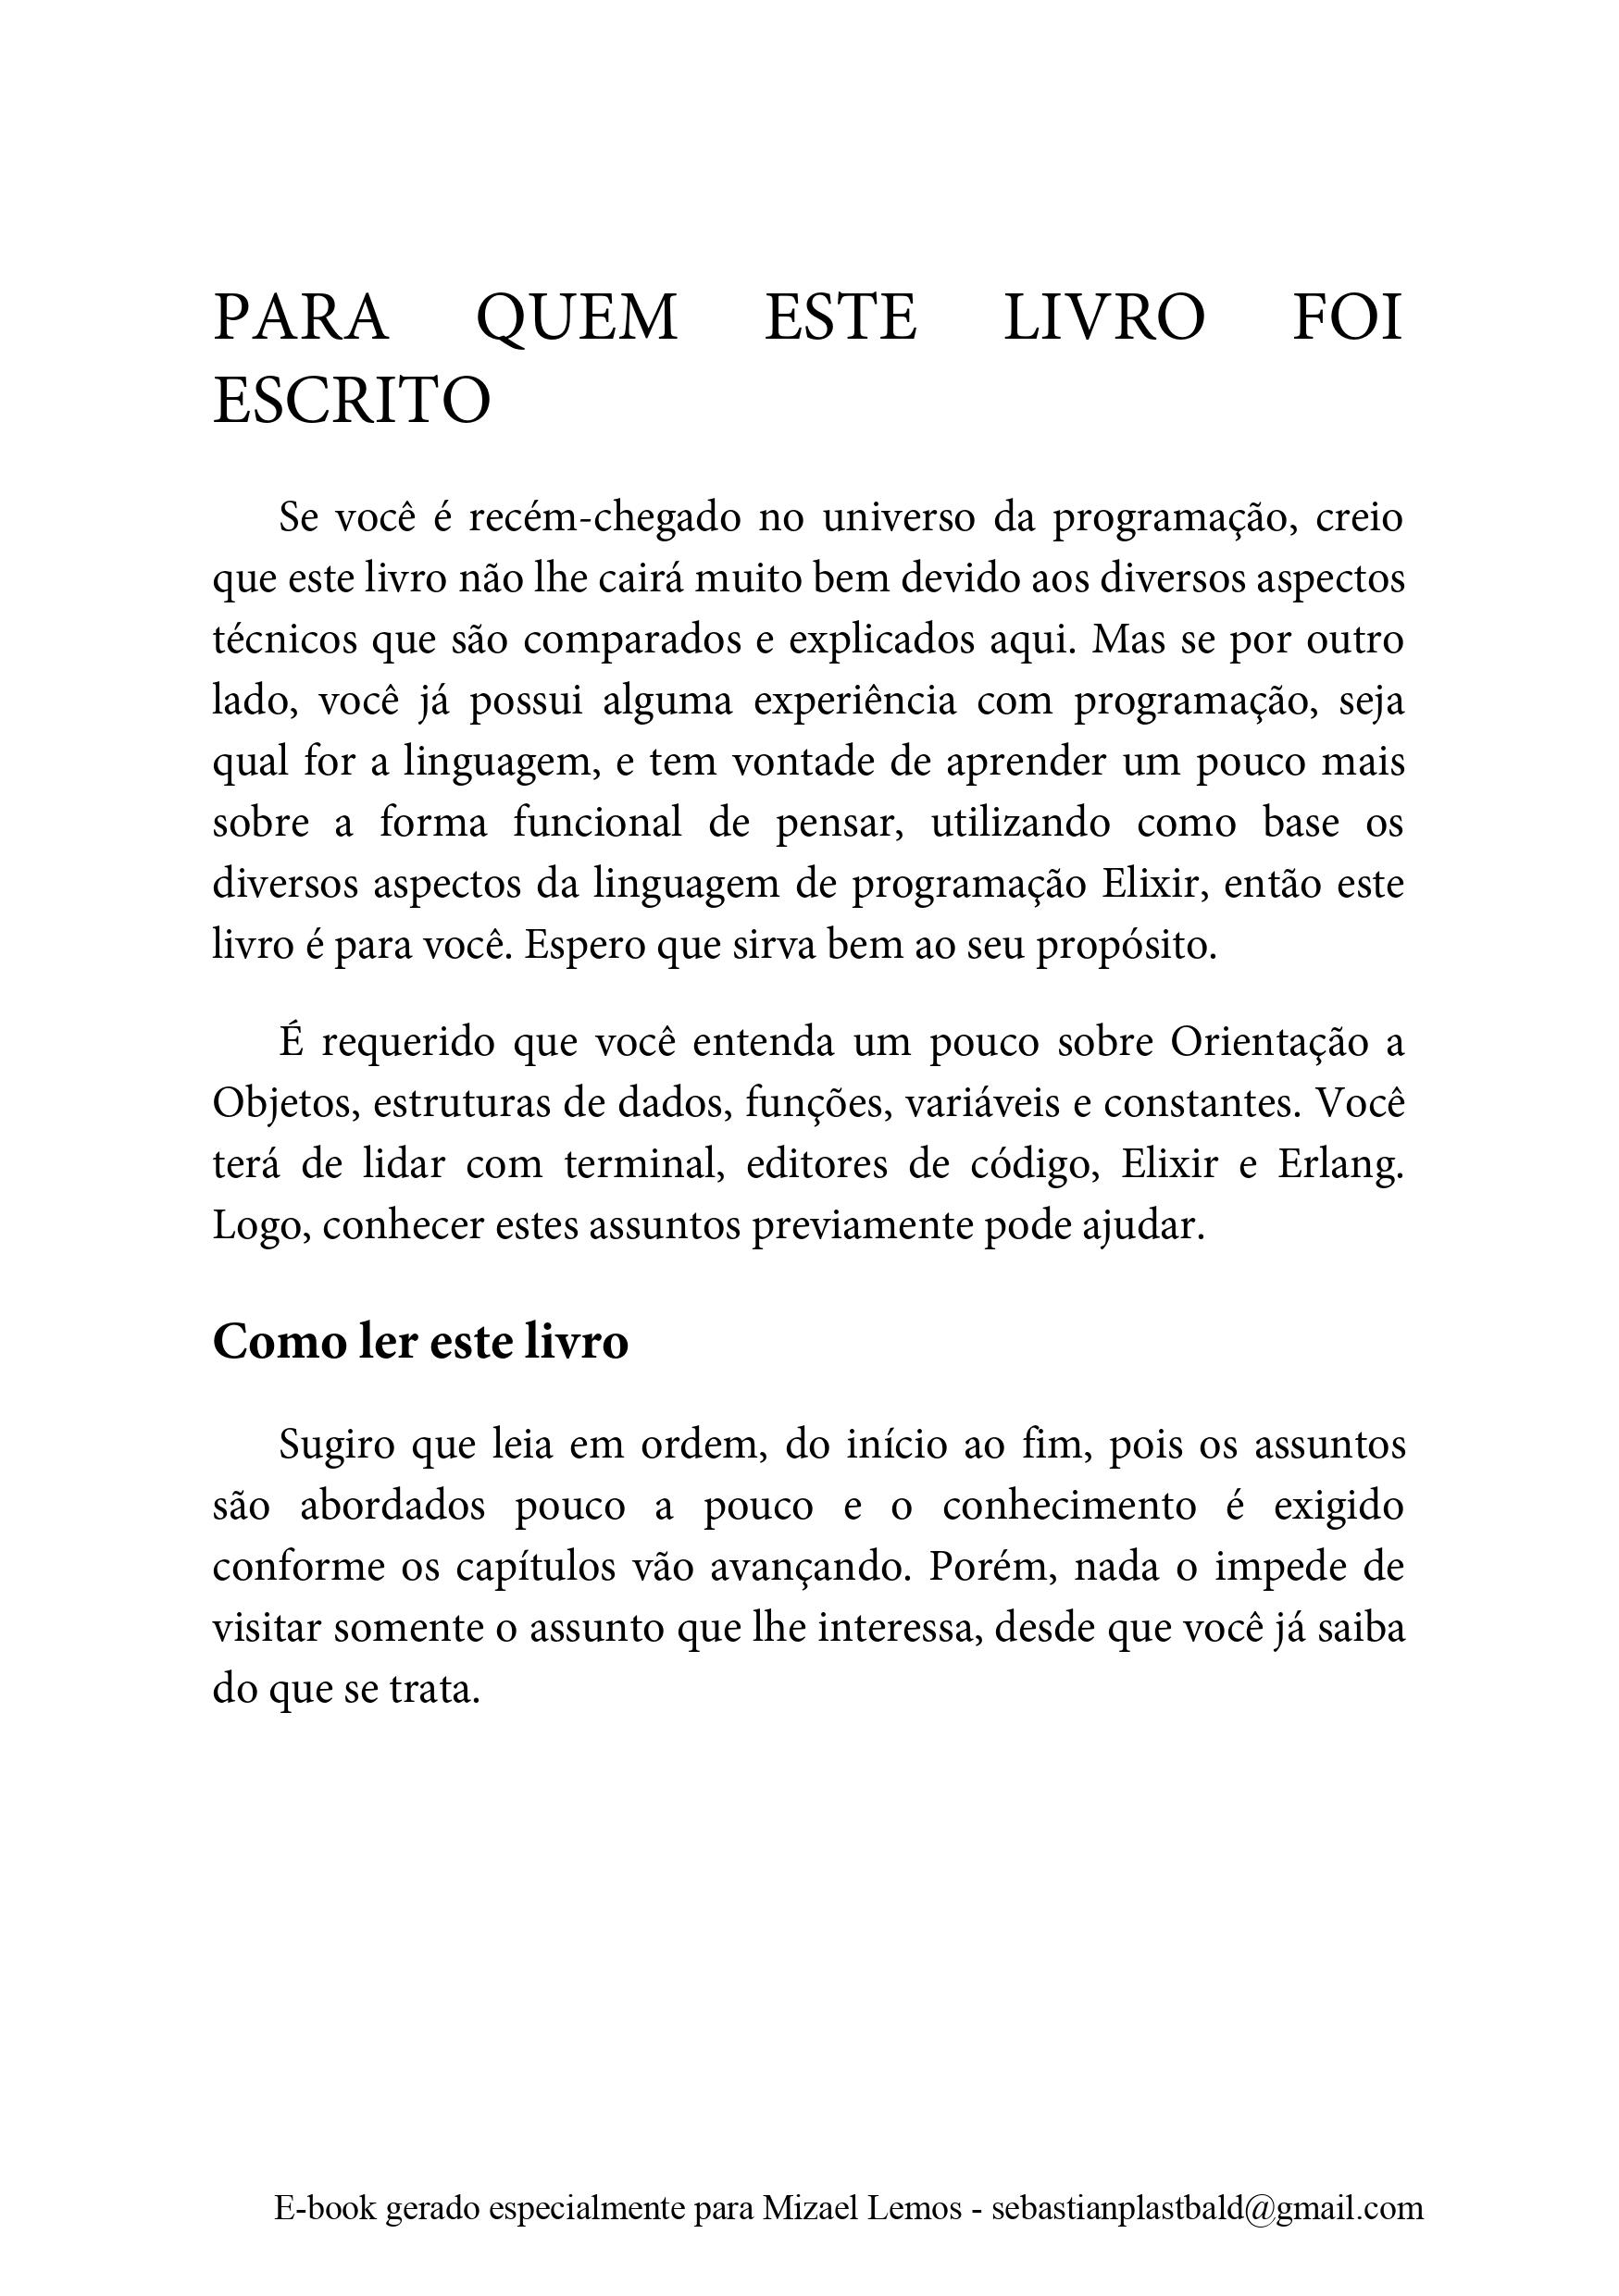 PARA QUEM ESTE LIVRO FOI
ESCRITO
Se você é recém-chegado no universo da programação, creio
que este livro não lhe cairá muito bem devido aos diversos aspectos
técnicos que são comparados e explicados aqui. Mas se por outro
lado, você já possui alguma experiência com programação, seja
qual for a linguagem, e tem vontade de aprender um pouco mais
sobre a forma funcional de pensar, utilizando como base os
diversos aspectos da linguagem de programação Elixir, então este
livro é para você. Espero que sirva bem ao seu propósito.
É requerido que você entenda um pouco sobre Orientação a
Objetos, estruturas de dados, funções, variáveis e constantes. Você
terá de lidar com terminal, editores de código, Elixir e Erlang.
Logo, conhecer estes assuntos previamente pode ajudar.
Como ler este livro
Sugiro que leia em ordem, do início ao fim, pois os assuntos
são abordados pouco a pouco e o conhecimento é exigido
conforme os capítulos vão avançando. Porém, nada o impede de
visitar somente o assunto que lhe interessa, desde que você já saiba
do que se trata.
E-book gerado especialmente para Mizael Lemos - sebastianplastbald@gmail.com